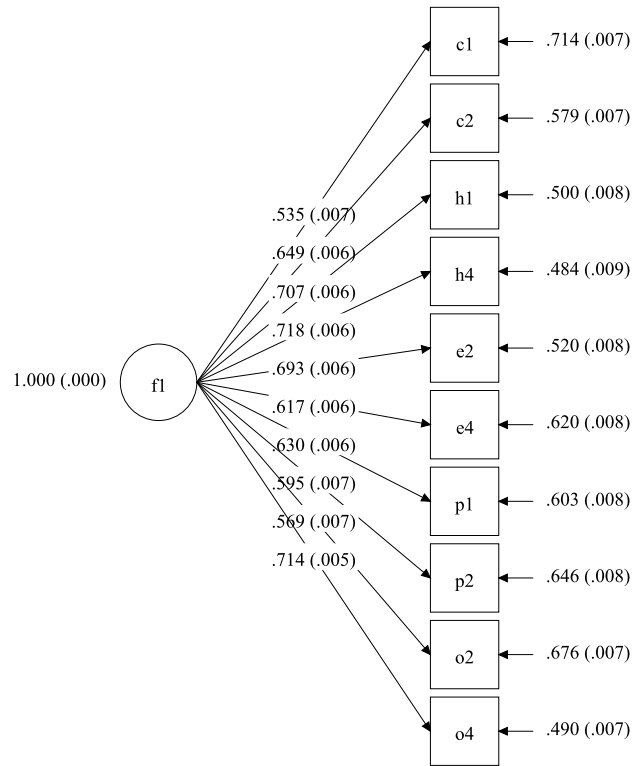 c1 .714 (.007)
c2 .579 (.007)
h1 .500 (.008)
.535 (.007)
.649 (.006)
h4 .484 (.009)
.707 (.006)
.718 (.006)
e2 .520 (.008)
.693 (.006)
1.000 (.000) f1
.617 (.006)
e4 .620 (.008)
.630 (.006)
.595 (.007)
p1 .603 (.008)
.569 (.007)
.714 (.005)
p2 .646 (.008)
o2 .676 (.007)
o4 .490 (.007)